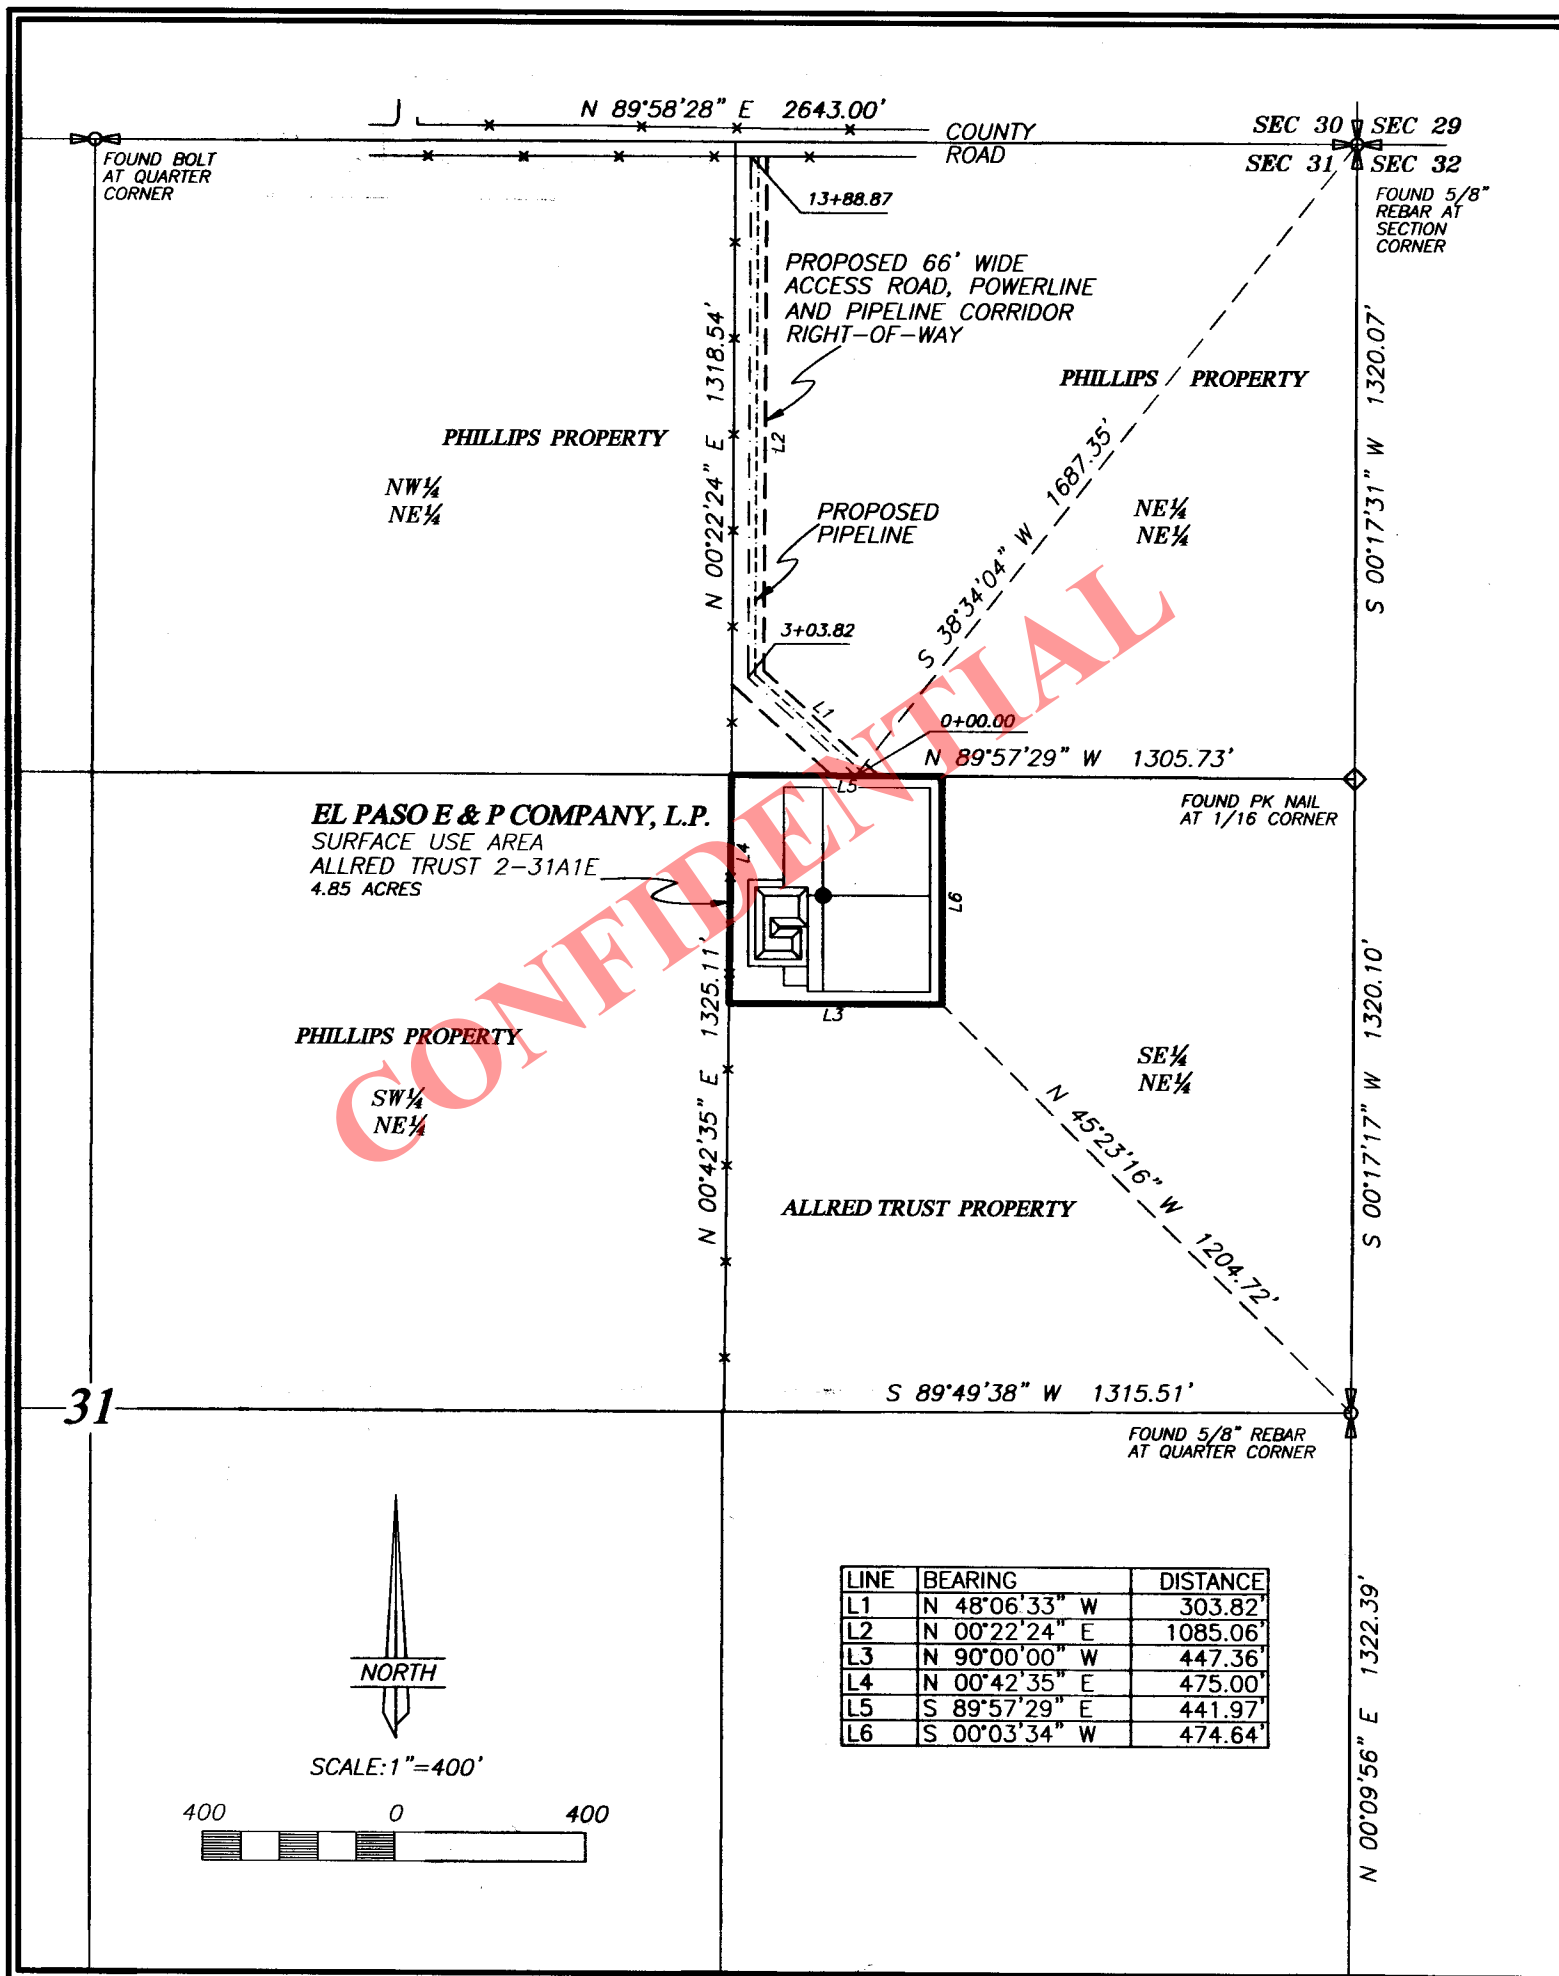 N 89°58'28" E 2643.00'
COUNTY
ROAD
SEC 30 SEC 29
SEC 31 SEC 32
FOUND BOLT
AT QUARTER
CORNER
FOUND 5/8"
REBAR AT
SECTION
CORNER
13+88.87
PROPOSED 66' WIDE
ACCESS ROAD, POWERLINE
AND PIPELINE CORRIDOR
RIGHT-OF-WAY
N 00°22'24" E 1318.54'
S 00°17'31" W 1320.07'
PHILLIPS PROPERTY
PHILLIPS PROPERTY
L2
S 38°34'04" W 1687.35'
NW¼
NE¼
NE¼
NE¼
PROPOSED
PIPELINE
3+03.82
L1
0+00.00
N 89°57'29" W 1305.73'
L5
FOUND PK NAIL
AT 1/16 CORNER
EL PASO E & P COMPANY, L.P.
SURFACE USE AREA
ALLRED TRUST 2-31A1E
4.85 ACRES
L4
L6
L3
CONFIDENTIAL
N 00°42'35" E 1325.11'
S 00°17'17" W 1320.10'
PHILLIPS PROPERTY
SW¼
NE¼
SE¼
NE¼
N 45°23'16" W 1204.72'
ALLRED TRUST PROPERTY
31
S 89°49'38" W 1315.51'
FOUND 5/8" REBAR
AT QUARTER CORNER
NORTH
SCALE: 1"=400'
400 0 400
LINE BEARING DISTANCE
L1 N 48°06'33" W 303.82'
L2 N 00°22'24" E 1085.06'
L3 N 90°00'00" W 447.36'
L4 N 00°42'35" E 475.00'
L5 S 89°57'29" E 441.97'
L6 S 00°03'34" W 474.64'
N 00°09'56" E 1322.39'